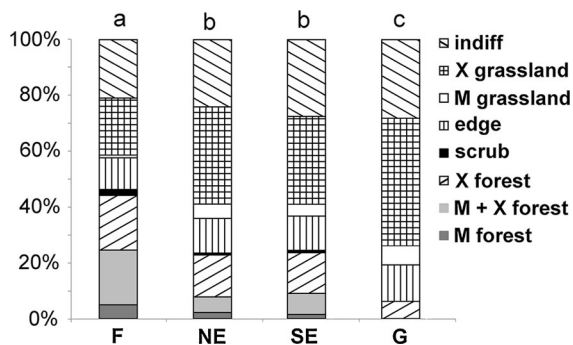 a b b c
100%
80%
60%
40%
20%
0%
F NE SE G
indiff
X grassland
M grassland
edge
scrub
X forest
M + X forest
M forest